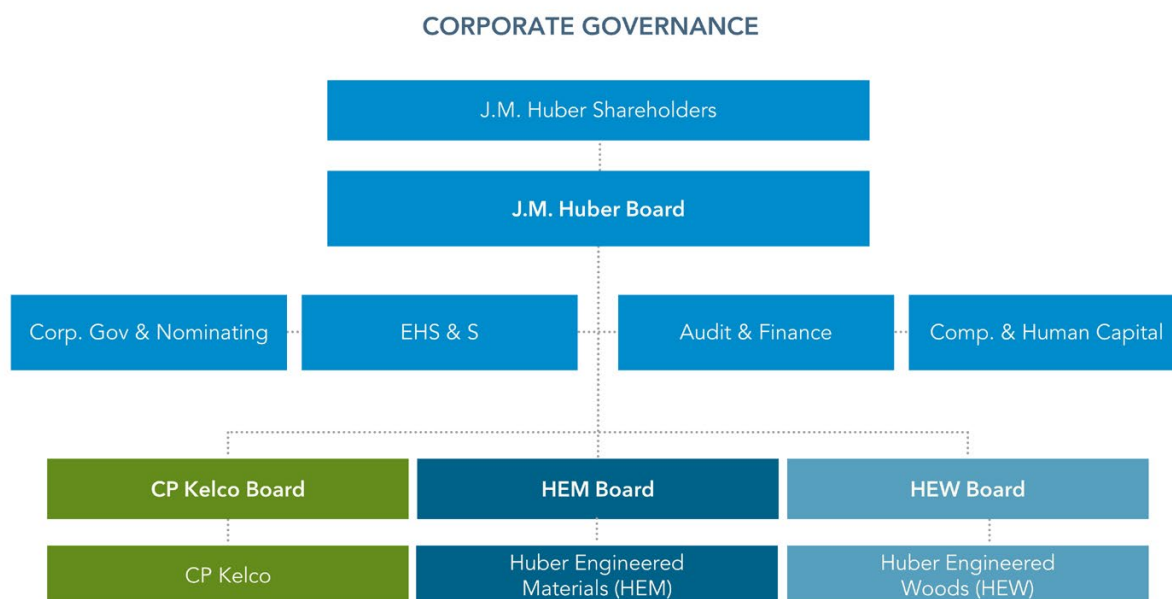 CORPORATE GOVERNANCE
J.M. Huber Shareholders
J.M. Huber Board
Corp. Gov & Nominating
EHS & S
Audit & Finance
Comp. & Human Capital
CP Kelco Board
HEM Board
HEW Board
CP Kelco
Huber Engineered
Materials (HEM)
Huber Engineered
Woods (HEW)